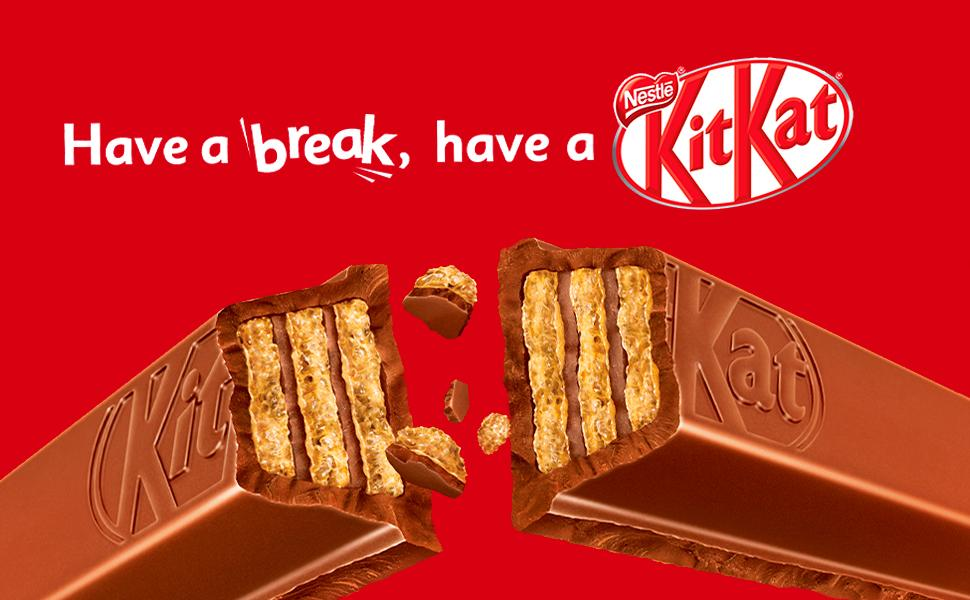 Have a break, have a
Nestlé
KitKat
Kit
Kat